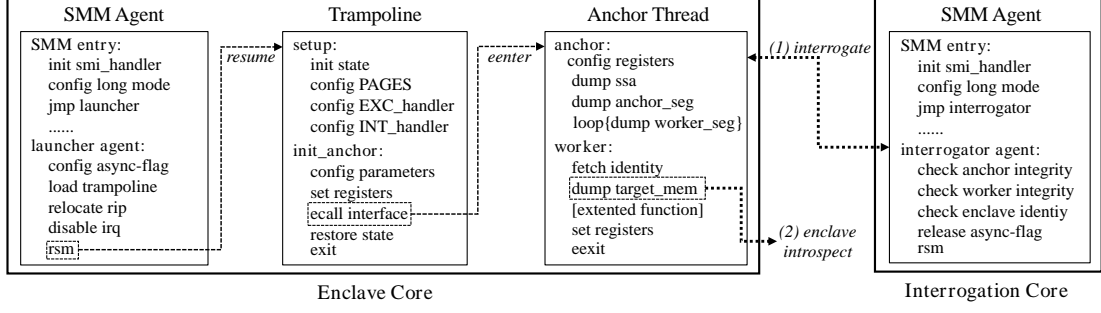 SMM Agent
SMM entry:
init smi_handler
config long mode
jmp launcher
......
launcher agent:
config async-flag
load trampoline
relocate rip
disable irq
rsm
resume
Trampoline
setup:
init state
config PAGES
config EXC_handler
config INT_handler
init_anchor:
config parameters
set registers
ecall interface
restore state
exit
eenter
Anchor Thread
anchor:
config registers
dump ssa
dump anchor_seg
loop{dump worker_seg}
worker:
fetch identity
dump target_mem
[extented function]
set registers
eexit
(1) interrogate
(2) enclave
introspect
SMM Agent
SMM entry:
init smi_handler
config long mode
jmp interrogator
......
interrogator agent:
check anchor integrity
check worker integrity
check enclave identiy
release async-flag
rsm
Enclave Core
Interrogation Core